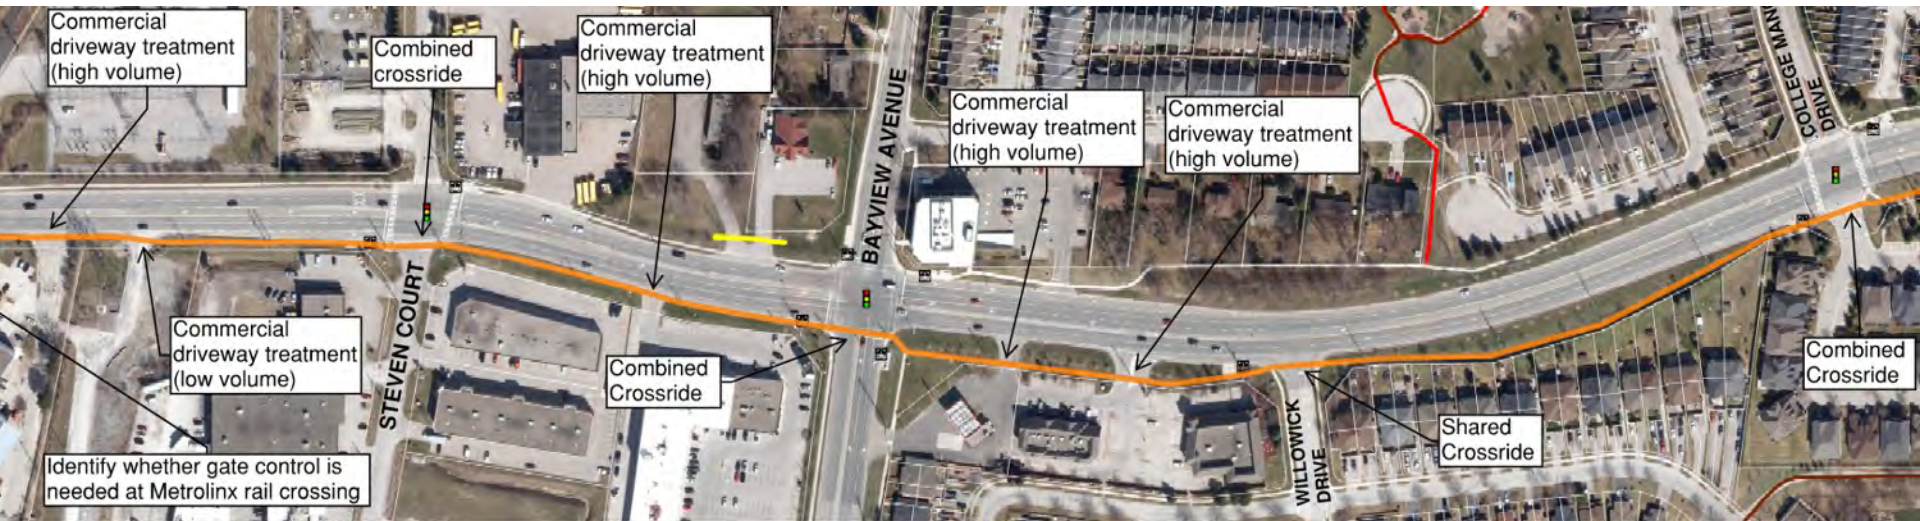 Commercial
driveway treatment
(high volume)
Combined
crossride
Commercial
driveway treatment
(high volume)
BAYVIEW AVENUE
Commercial
driveway treatment
(high volume)
Commercial
driveway treatment
(high volume)
COLLEGE MANN
DRIVE
Commercial
driveway treatment
(low volume)
STEVEN COURT
Combined
Crossride
WILLOWICK
DRIVE
Shared
Crossride
Combined
Crossride
Identify whether gate control is
needed at Metrolinx rail crossing